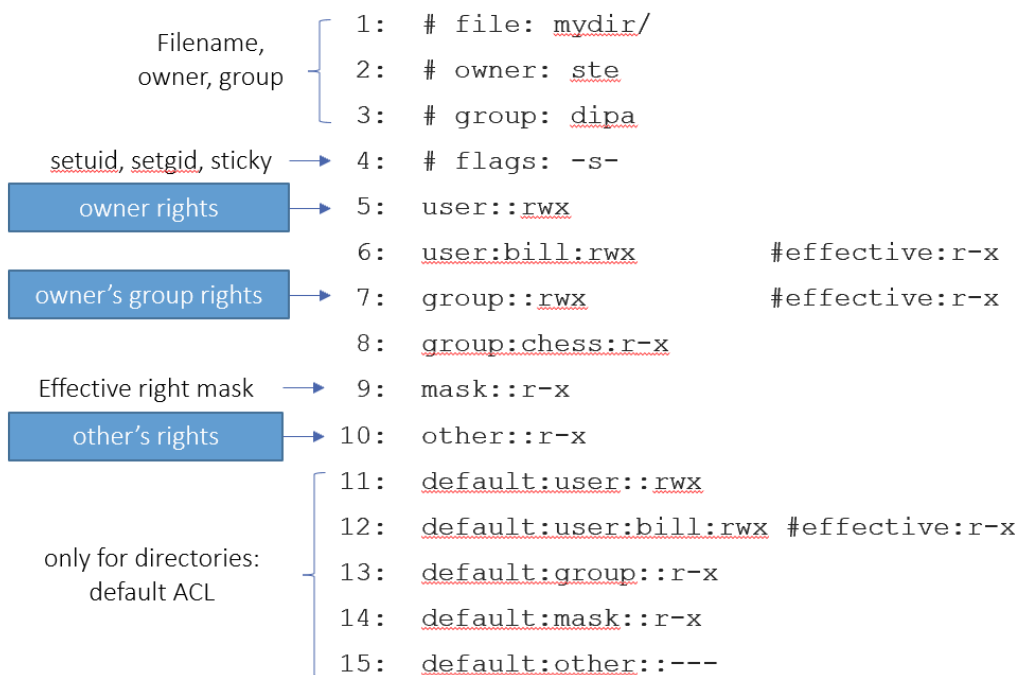 Filename,
owner, group
1: # file: mydir/
2: # owner: ste
3: # group: dipa
setuid, setgid, sticky 4: # flags: -s-
owner rights 5: user::rwx
6: user:bill:rwx #effective:r-x
owner's group rights 7: group::rwx #effective:r-x
8: group:chess:r-x
Effective right mask 9: mask::r-x
other's rights 10: other::r-x
11: default:user::rwx
12: default:user:bill:rwx #effective:r-x
only for directories:
default ACL
13: default:group::r-x
14: default:mask::r-x
15: default:other::---